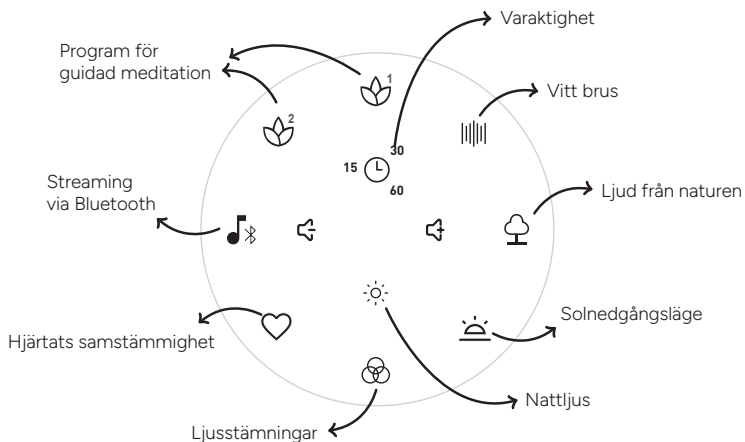 Varaktighet
Program för
guidad meditation
1
Vitt brus
2
30
15
60
Streaming
via Bluetooth
Ljud från naturen
Solnedgångsläge
Hjärtats samstämmighet
Nattljus
Ljusstämningar